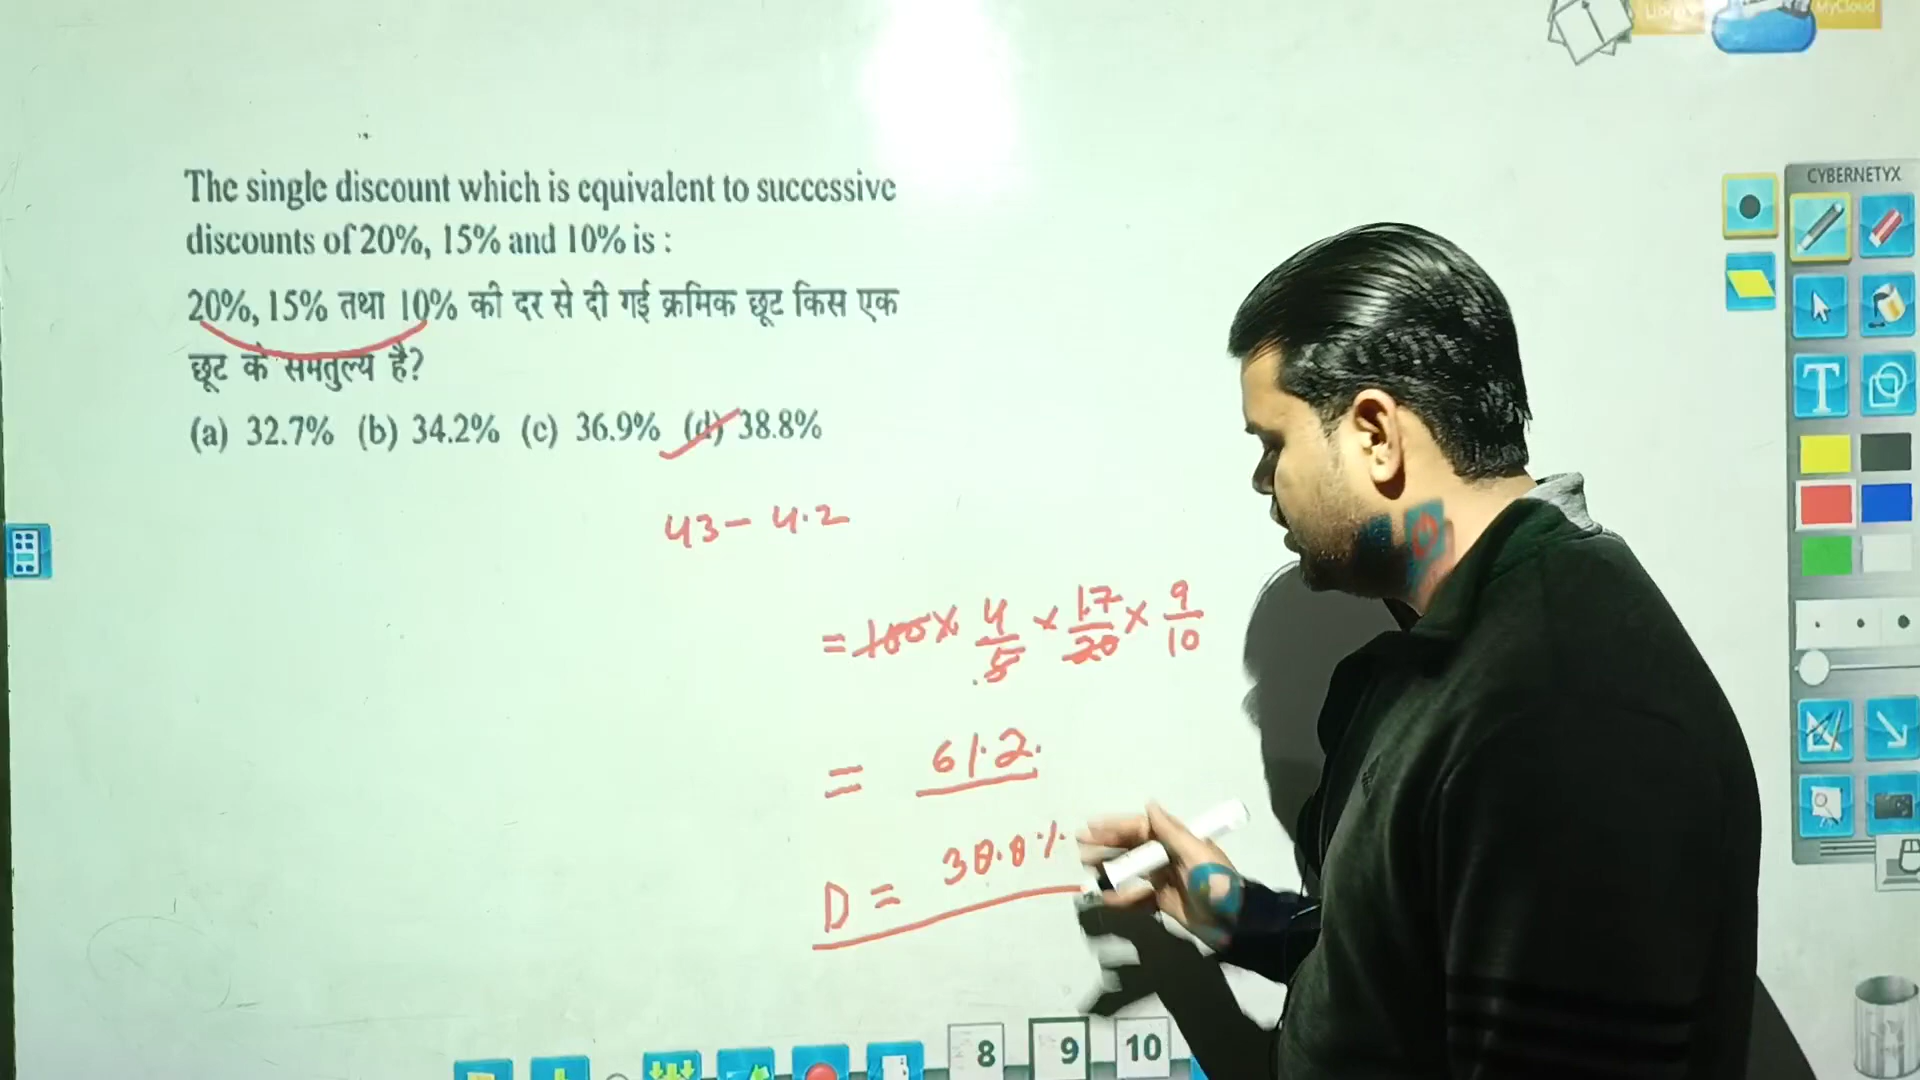 Library
MyCloud
CYBERNETYX
The single discount which is equivalent to successive
discounts of 20%, 15% and 10% is :
20%, 15% तथा 10% की दर से दी गई क्रमिक छूट किस एक
छूट के समतुल्य है?
(a) 32.7% (b) 34.2% (c) 36.9% (d) 38.8%
43 - 4.2
= 100 × 4/5 × 17/20 × 9/10
= 61.2
D = 38.8%
T
8 9 10